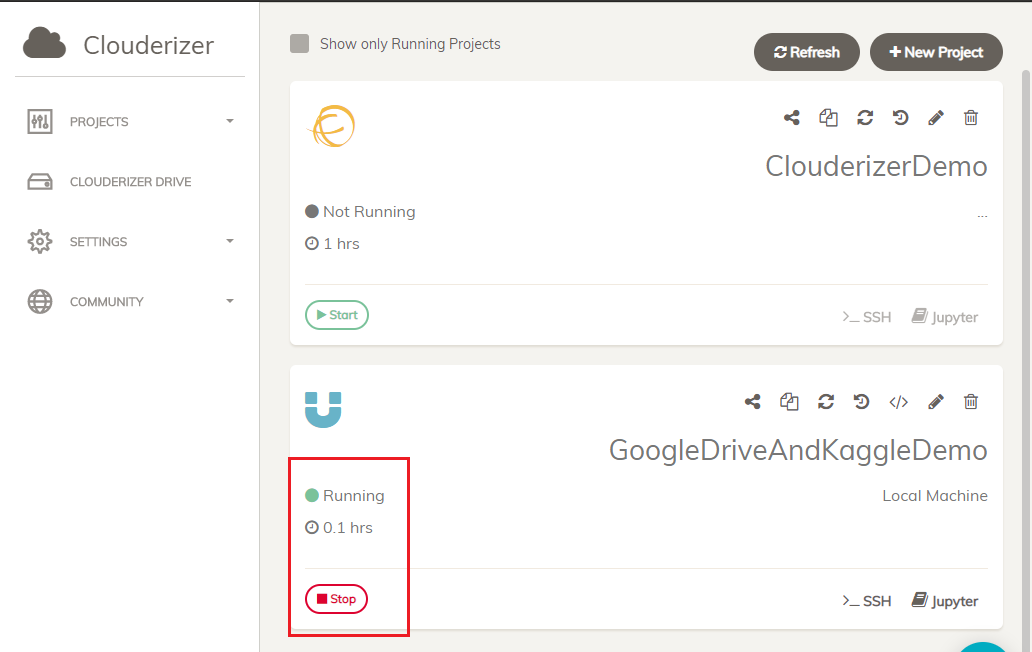 Clouderizer
PROJECTS
CLOUDERIZER DRIVE
SETTINGS
COMMUNITY
Show only Running Projects
Refresh
New Project
ClouderizerDemo
Not Running
...
1 hrs
Start
>_ SSH
Jupyter
GoogleDriveAndKaggleDemo
Running
Local Machine
0.1 hrs
Stop
>_ SSH
Jupyter